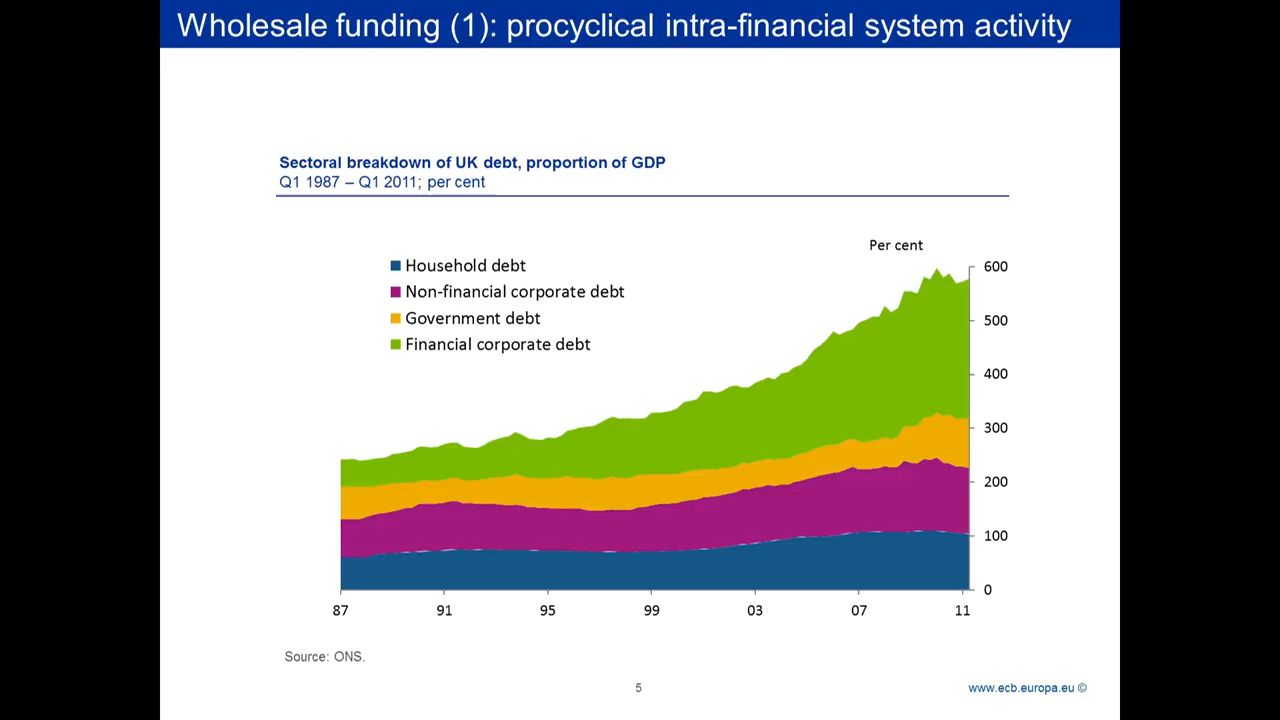 Wholesale funding (1): procyclical intra-financial system activity
Sectoral breakdown of UK debt, proportion of GDP
Q1 1987 – Q1 2011; per cent
Per cent
Household debt
Non-financial corporate debt
Government debt
Financial corporate debt
600
500
400
300
200
100
0
87 91 95 99 03 07 11
Source: ONS.
5
www.ecb.europa.eu ©